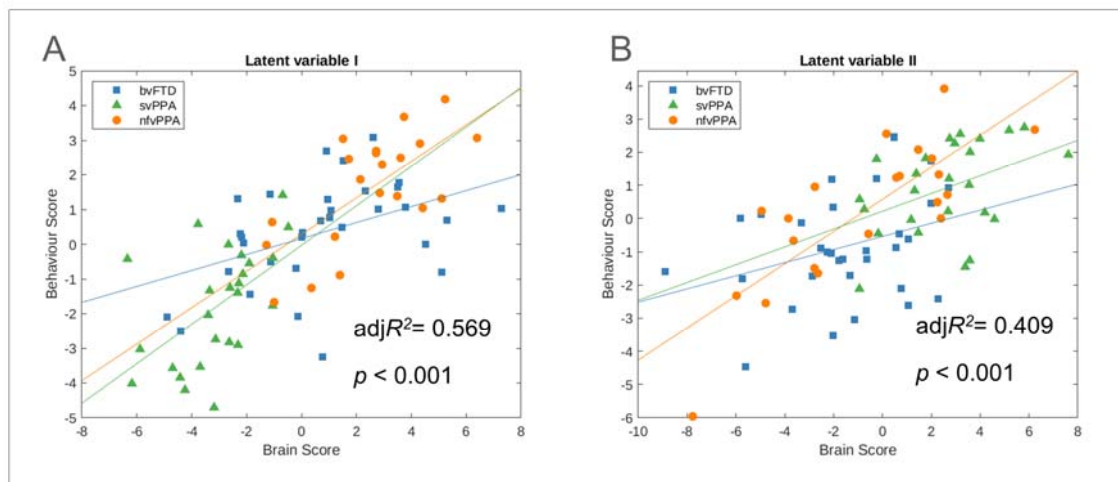 A
Latent variable I
5
4
3
2
1
0
-1
-2
-3
-4
-5
Behaviour Score
bvFTD
svPPA
nfvPPA
adjR²= 0.569
p < 0.001
-8 -6 -4 -2 0 2 4 6 8
Brain Score
B
Latent variable II
4
3
2
1
0
-1
-2
-3
-4
-5
-6
Behaviour Score
bvFTD
svPPA
nfvPPA
adjR²= 0.409
p < 0.001
-10 -8 -6 -4 -2 0 2 4 6 8
Brain Score